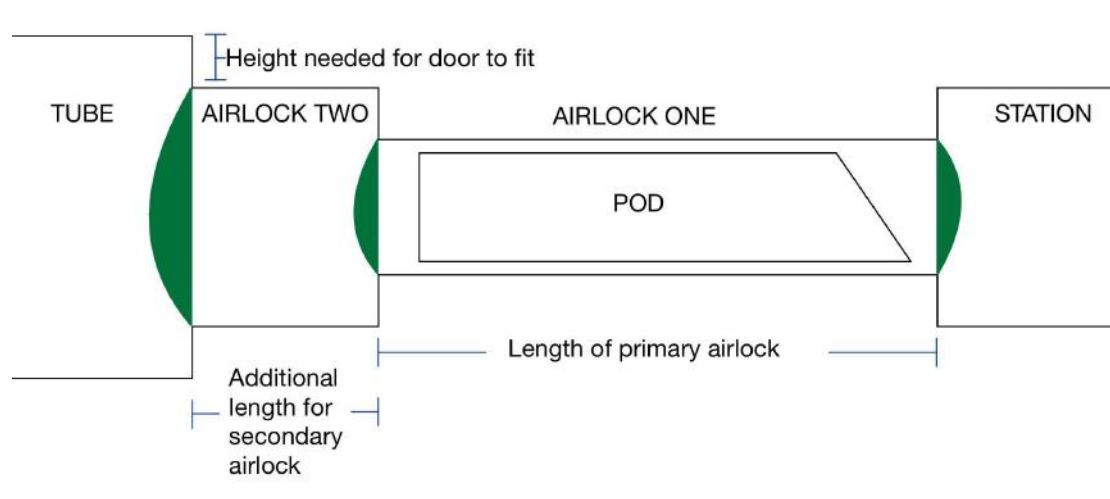 Height needed for door to fit
TUBE
AIRLOCK TWO
AIRLOCK ONE
STATION
POD
Length of primary airlock
Additional
length for
secondary
airlock